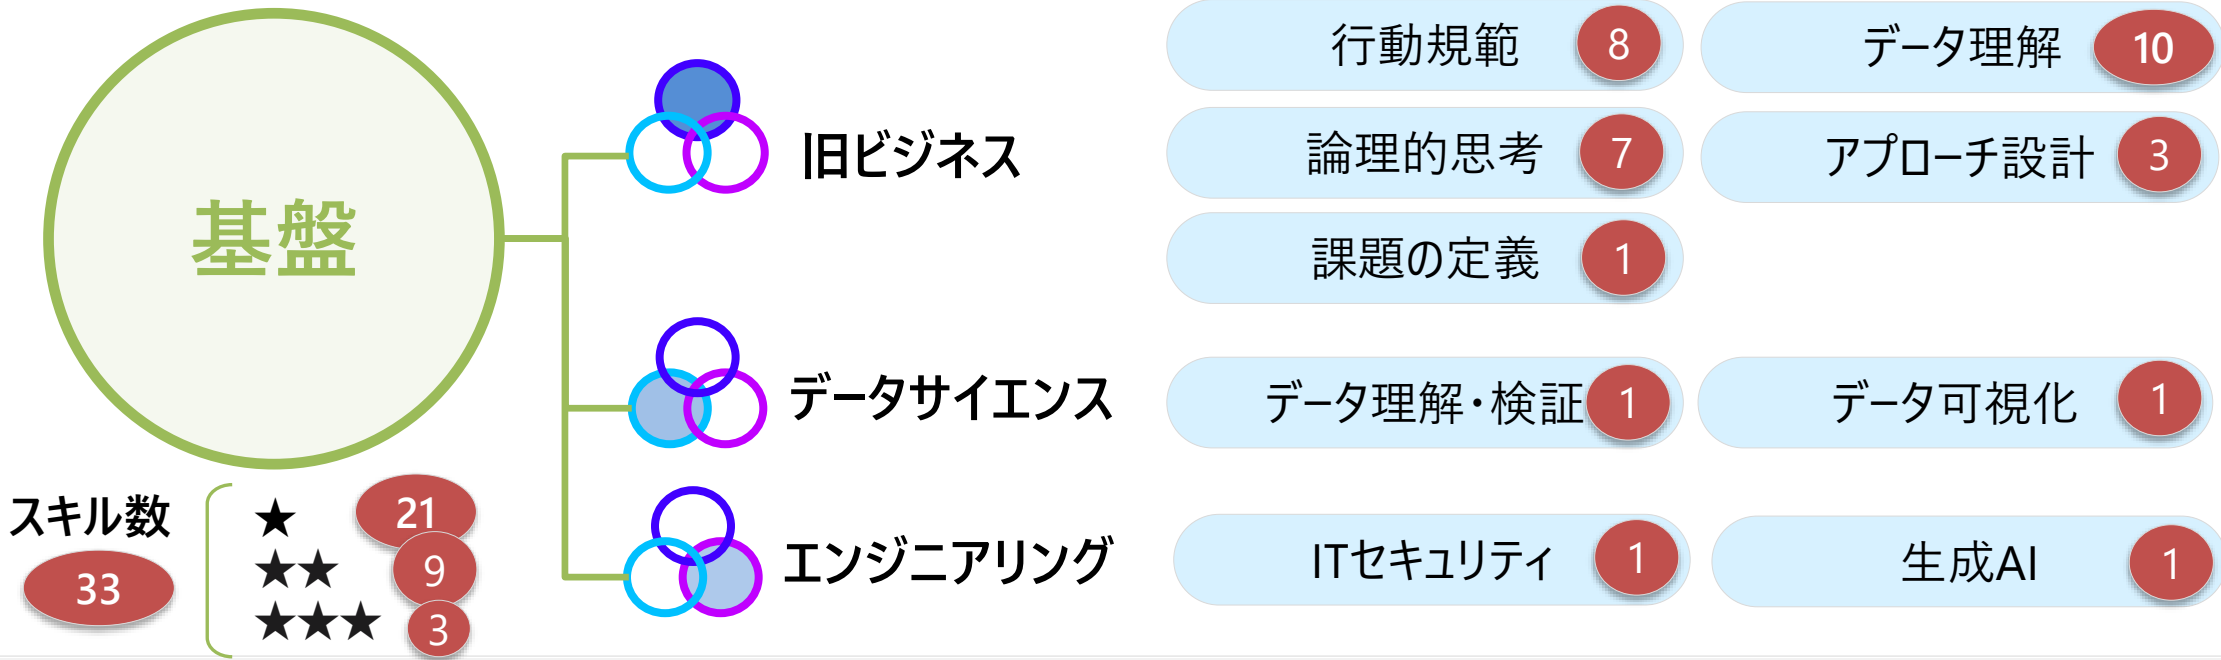 基盤
スキル数
33
★ 21
★★ 9
★★★ 3
旧ビジネス
行動規範 8
データ理解 10
論理的思考 7
アプローチ設計 3
課題の定義 1
データサイエンス
データ理解・検証 1
データ可視化 1
エンジニアリング
ITセキュリティ 1
生成AI 1